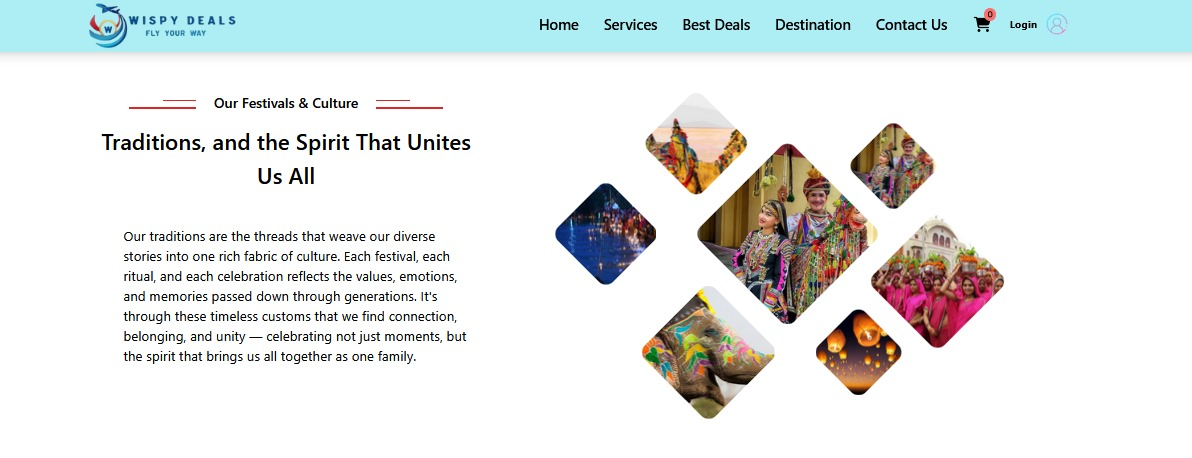 WISPY DEALS
FLY YOUR WAY
W
Home Services Best Deals Destination Contact Us 0 Login
Our Festivals & Culture
Traditions, and the Spirit That Unites
Us All
Our traditions are the threads that weave our diverse
stories into one rich fabric of culture. Each festival, each
ritual, and each celebration reflects the values, emotions,
and memories passed down through generations. It's
through these timeless customs that we find connection,
belonging, and unity — celebrating not just moments, but
the spirit that brings us all together as one family.